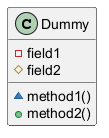 C Dummy
field1
field2
method1()
method2()